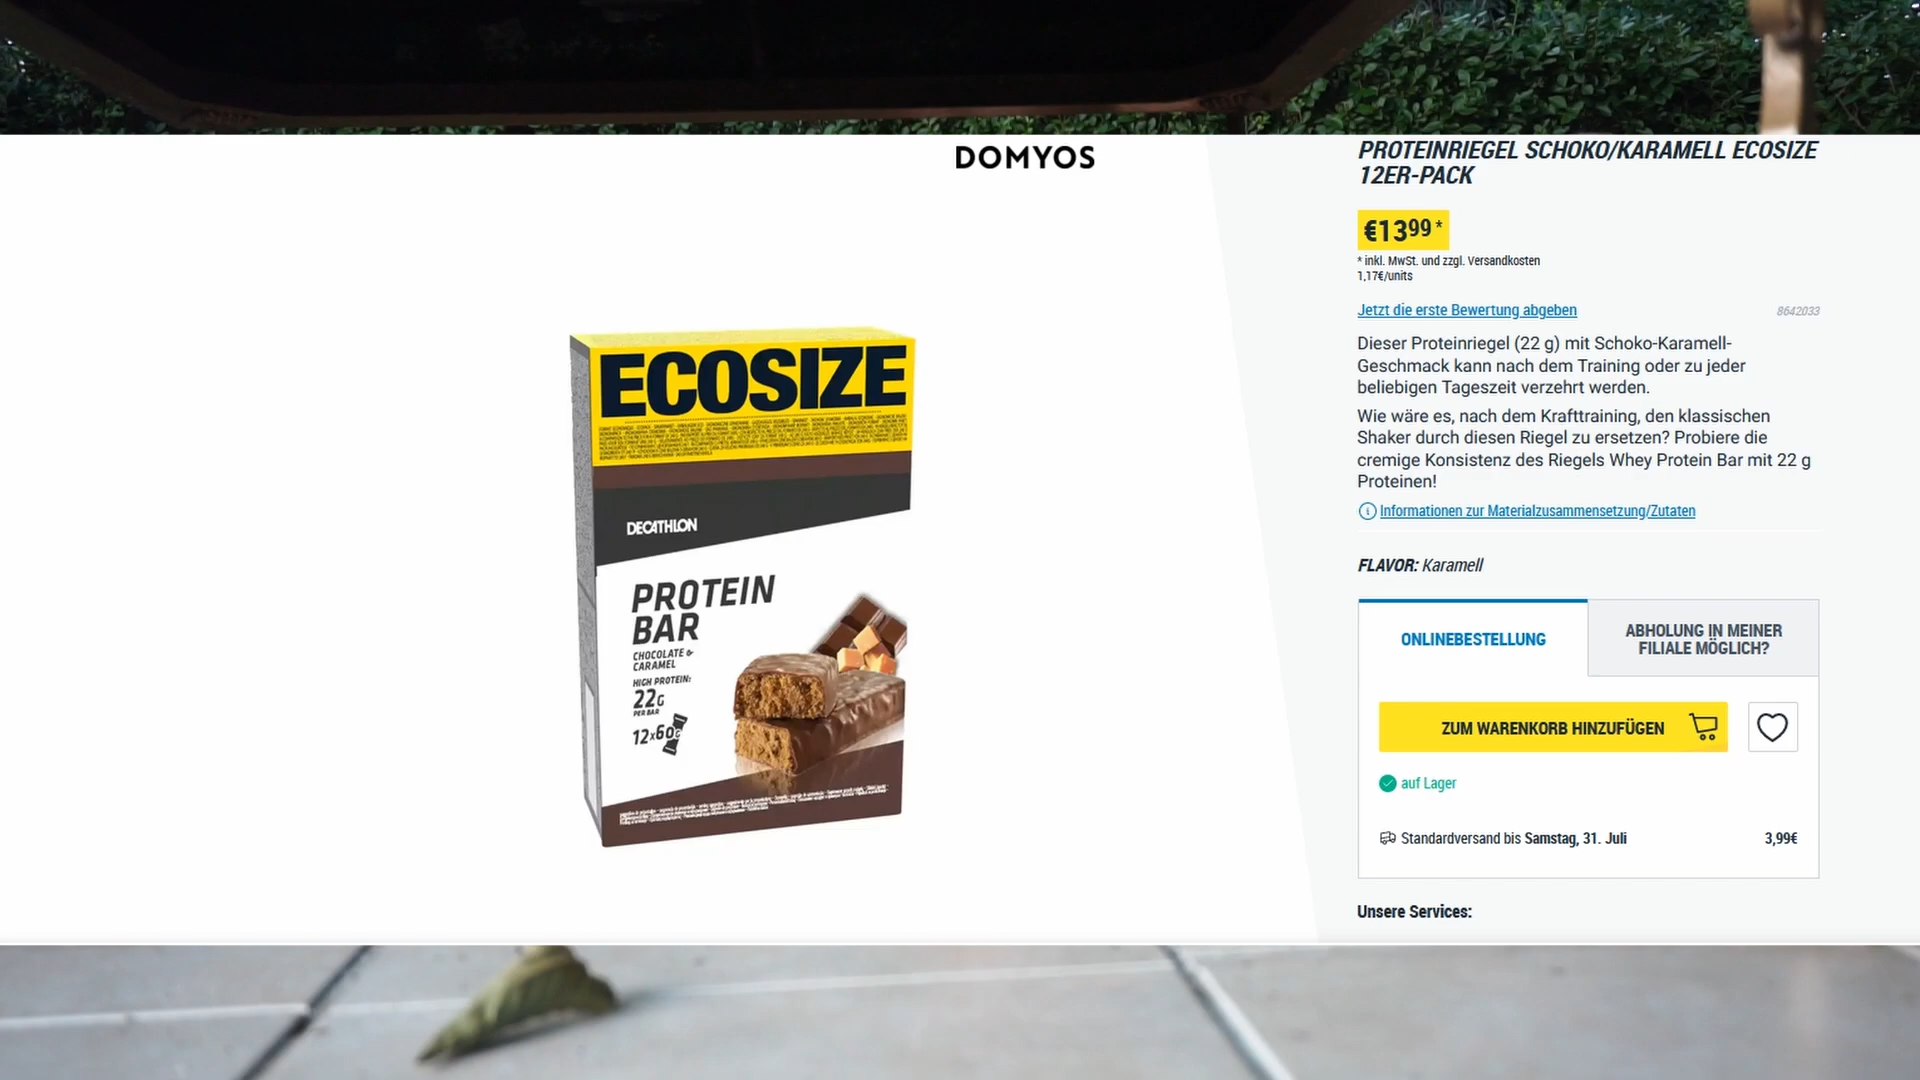 DOMYOS
ECOSIZE
DECATHLON
PROTEIN
BAR
CHOCOLATE &
CARAMEL
HIGH PROTEIN:
22G
PER BAR
12x60G
PROTEINRIEGEL SCHOKO/KARAMELL ECOSIZE
12ER-PACK
€13⁹⁹*
* inkl. MwSt. und zzgl. Versandkosten
1,17€/units
Jetzt die erste Bewertung abgeben
8642033
Dieser Proteinriegel (22 g) mit Schoko-Karamell-
Geschmack kann nach dem Training oder zu jeder
beliebigen Tageszeit verzehrt werden.
Wie wäre es, nach dem Krafttraining, den klassischen
Shaker durch diesen Riegel zu ersetzen? Probiere die
cremige Konsistenz des Riegels Whey Protein Bar mit 22 g
Proteinen!
Informationen zur Materialzusammensetzung/Zutaten
FLAVOR: Karamell
ONLINEBESTELLUNG
ABHOLUNG IN MEINER
FILIALE MÖGLICH?
ZUM WARENKORB HINZUFÜGEN
auf Lager
Standardversand bis Samstag, 31. Juli 3,99€
Unsere Services: